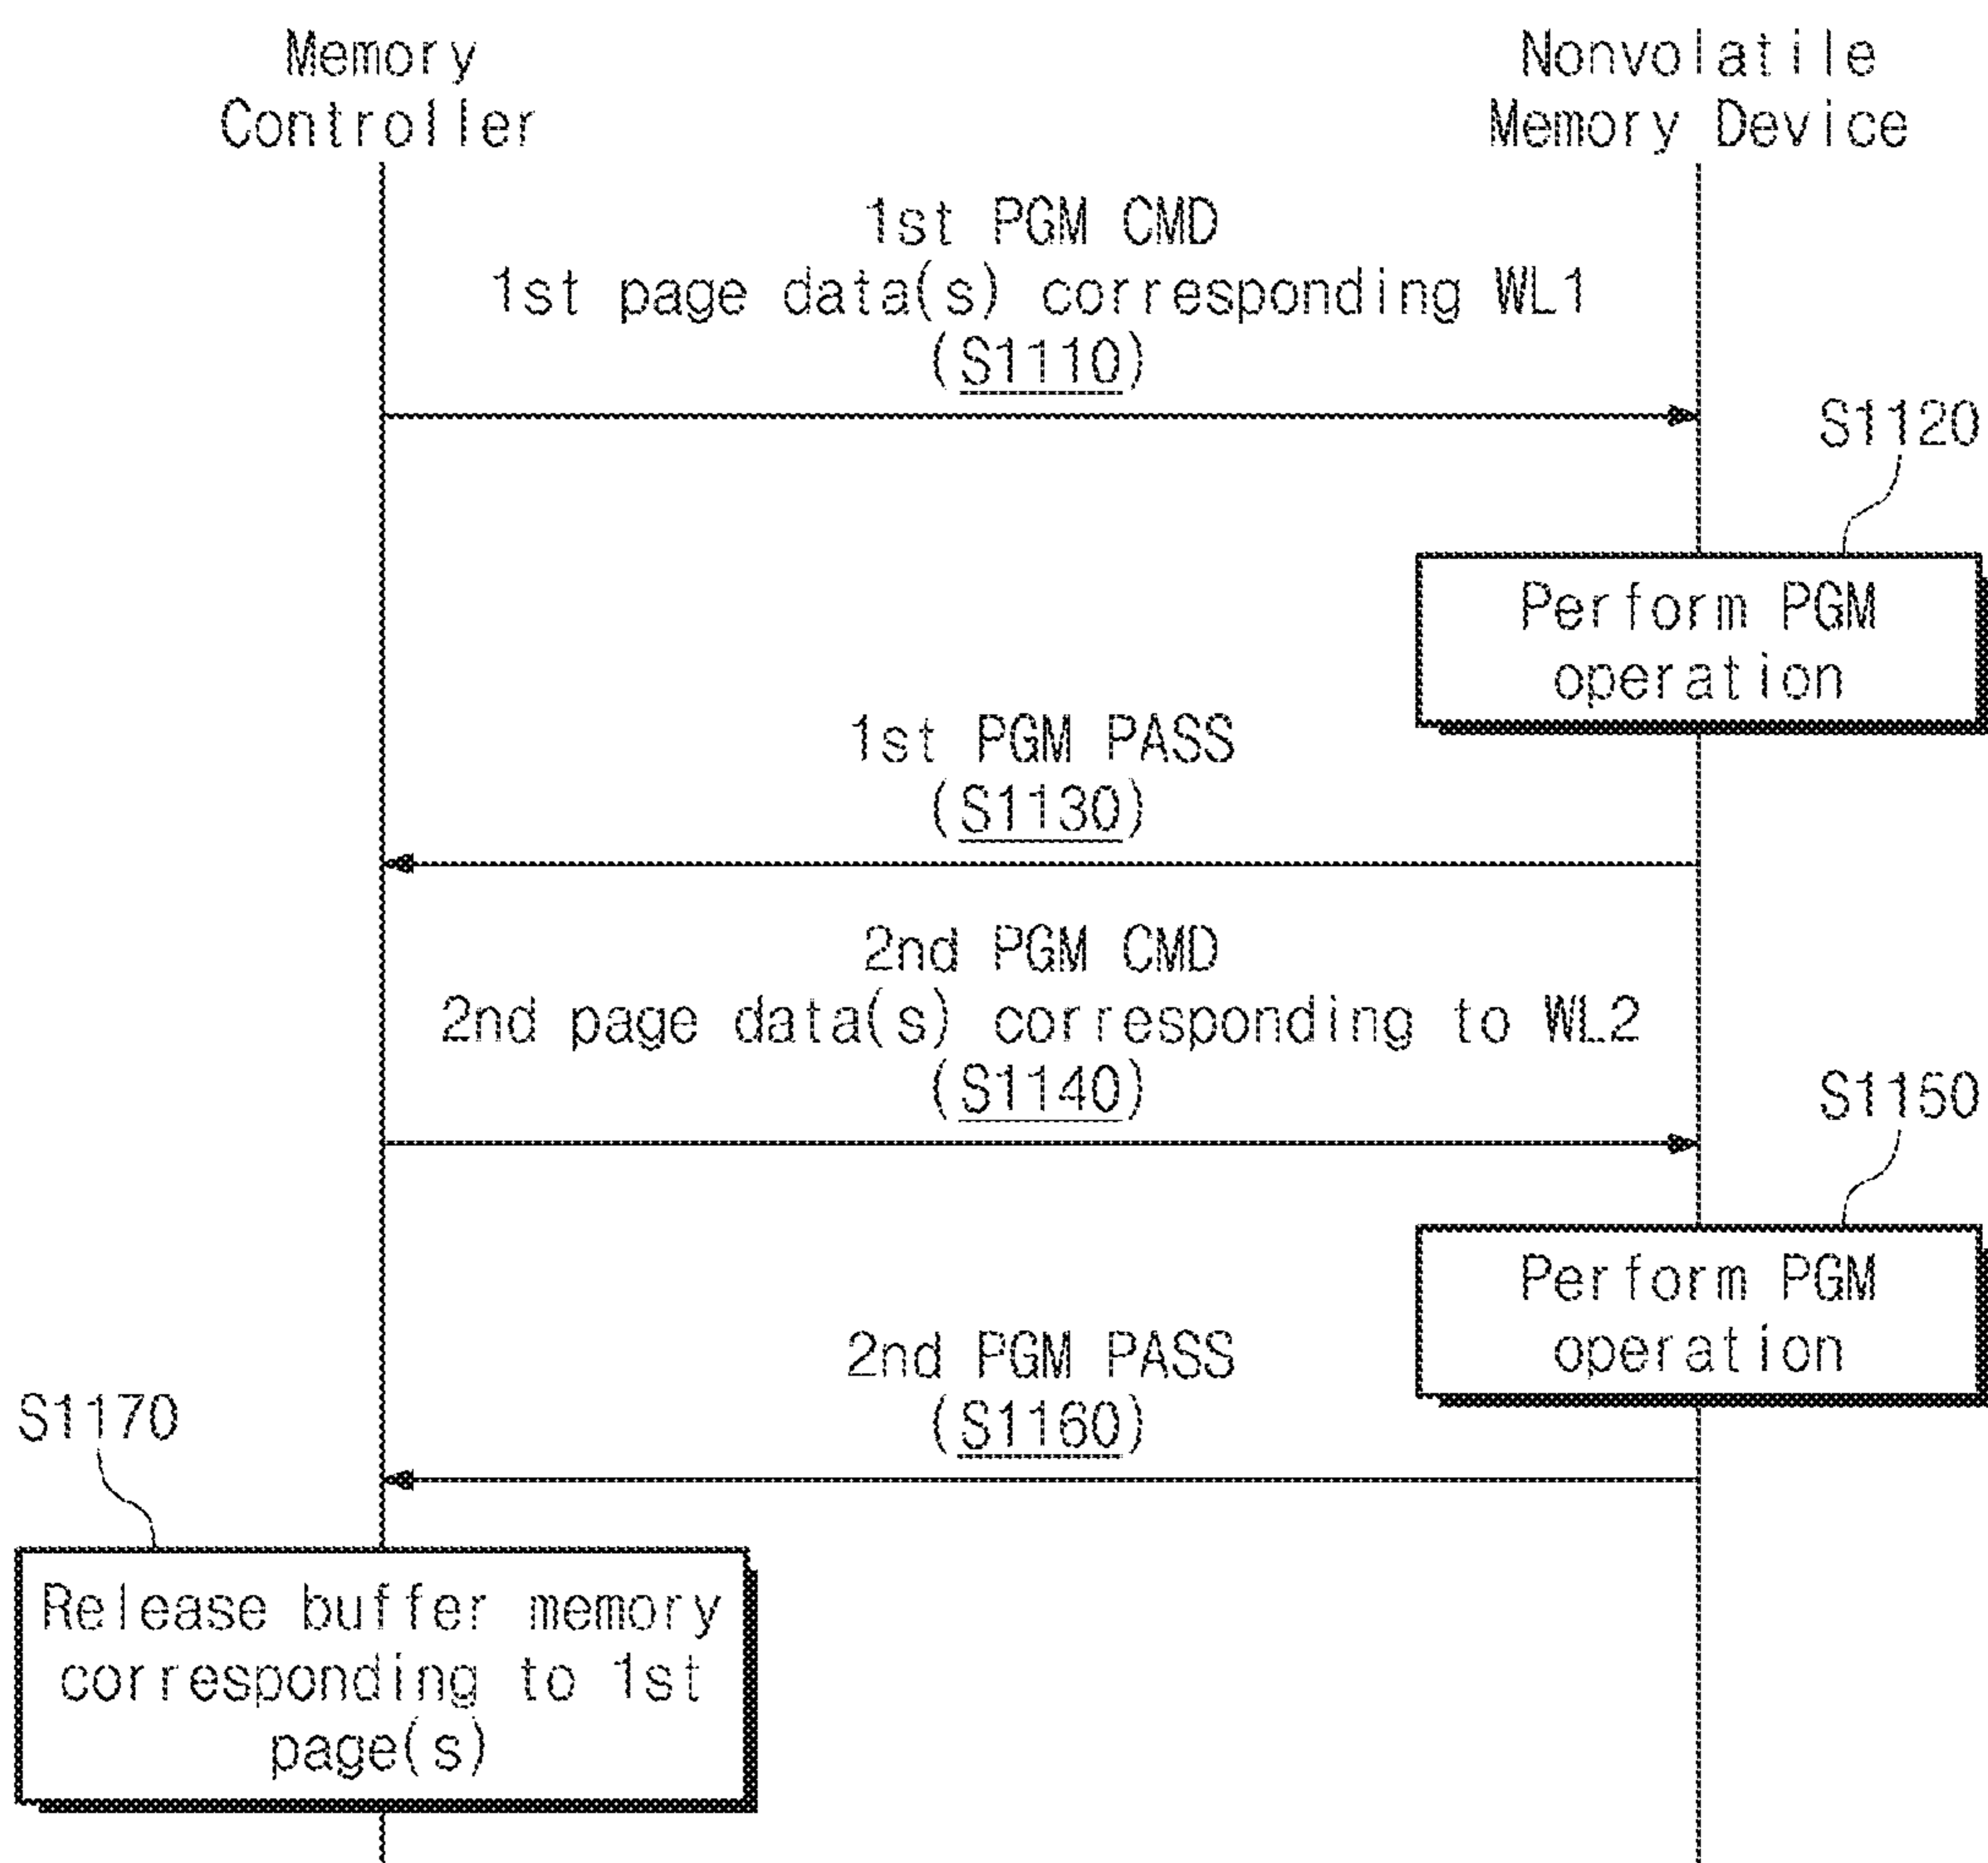 Memory
Controller
Nonvolatile
Memory Device
1st PGM CMD
1st page data(s) corresponding WL1
(S1110)
S1120
Perform PGM
operation
1st PGM PASS
(S1130)
2nd PGM CMD
2nd page data(s) corresponding to WL2
(S1140)
S1150
Perform PGM
operation
2nd PGM PASS
(S1160)
S1170
Release buffer memory
corresponding to 1st
page(s)